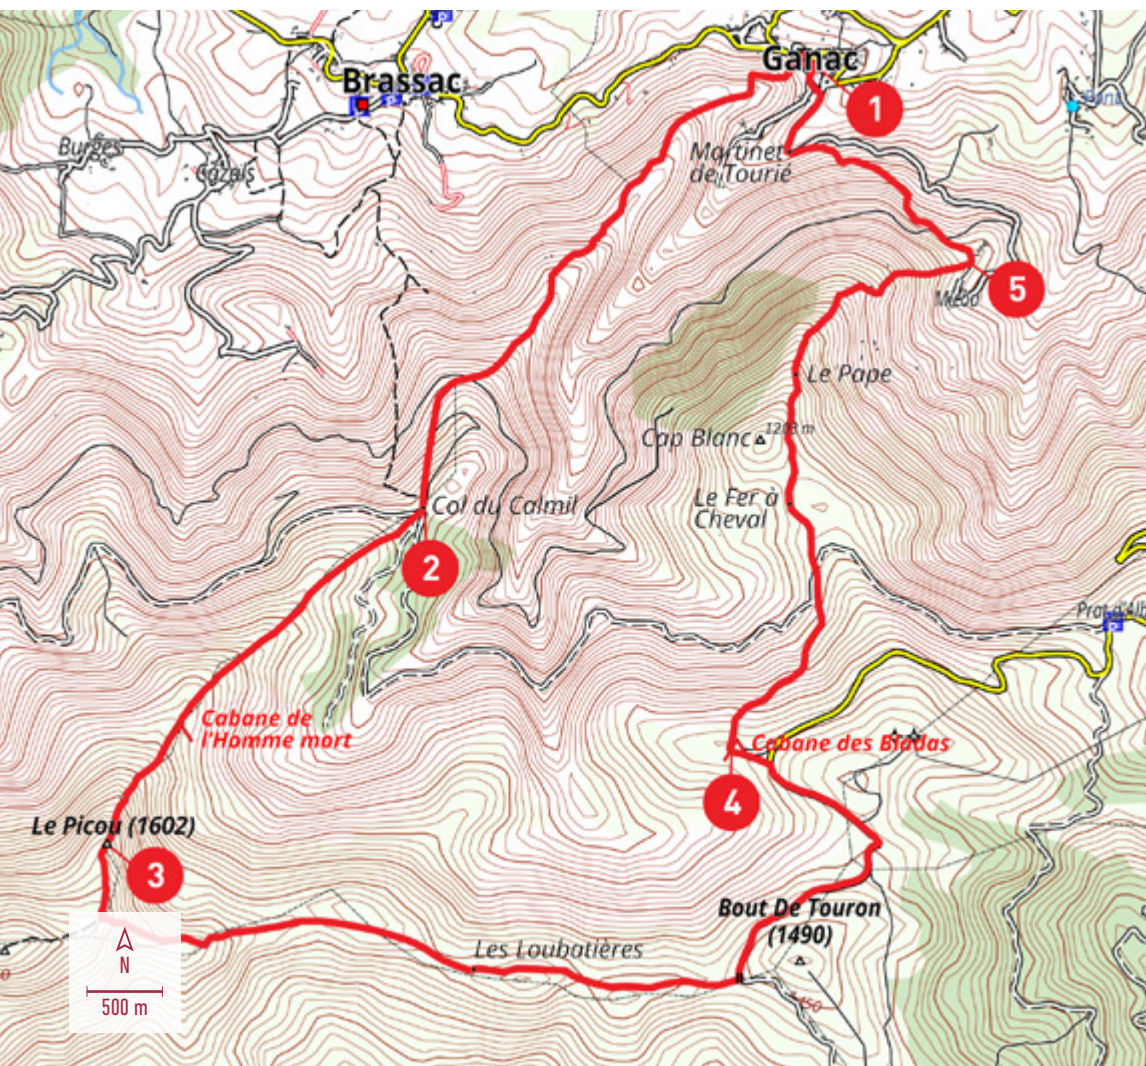 Ganac
Brassac
1
Burges
Cazals
Martinet
de Tourié
5
Le Pape
Cap Blanc
Le Fer à
Cheval
Col du Calmil
2
Cabane de
l'Homme mort
Cabane des Bladas
4
Le Picou (1602)
3
Bout De Touron
(1490)
Les Loubatières
N
500 m